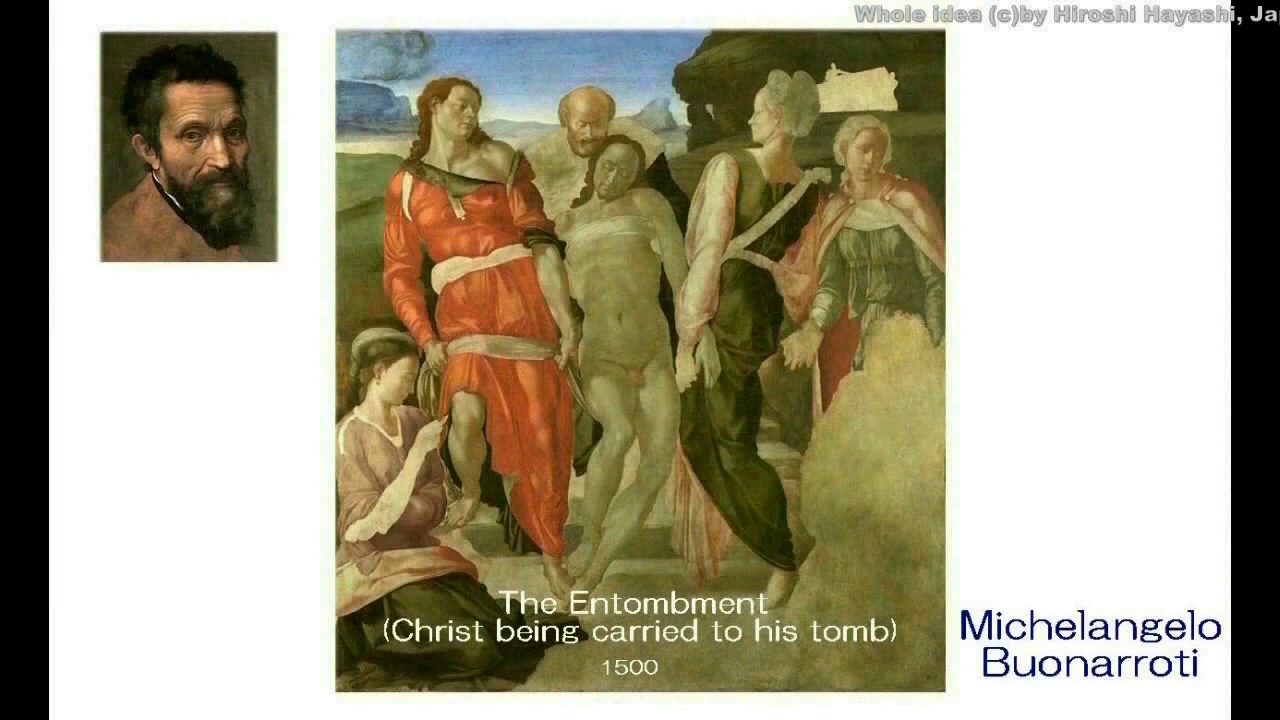 Whole idea (c)by Hiroshi Hayashi, Ja
The Entombment
(Christ being carried to his tomb)
1500
Michelangelo
Buonarroti